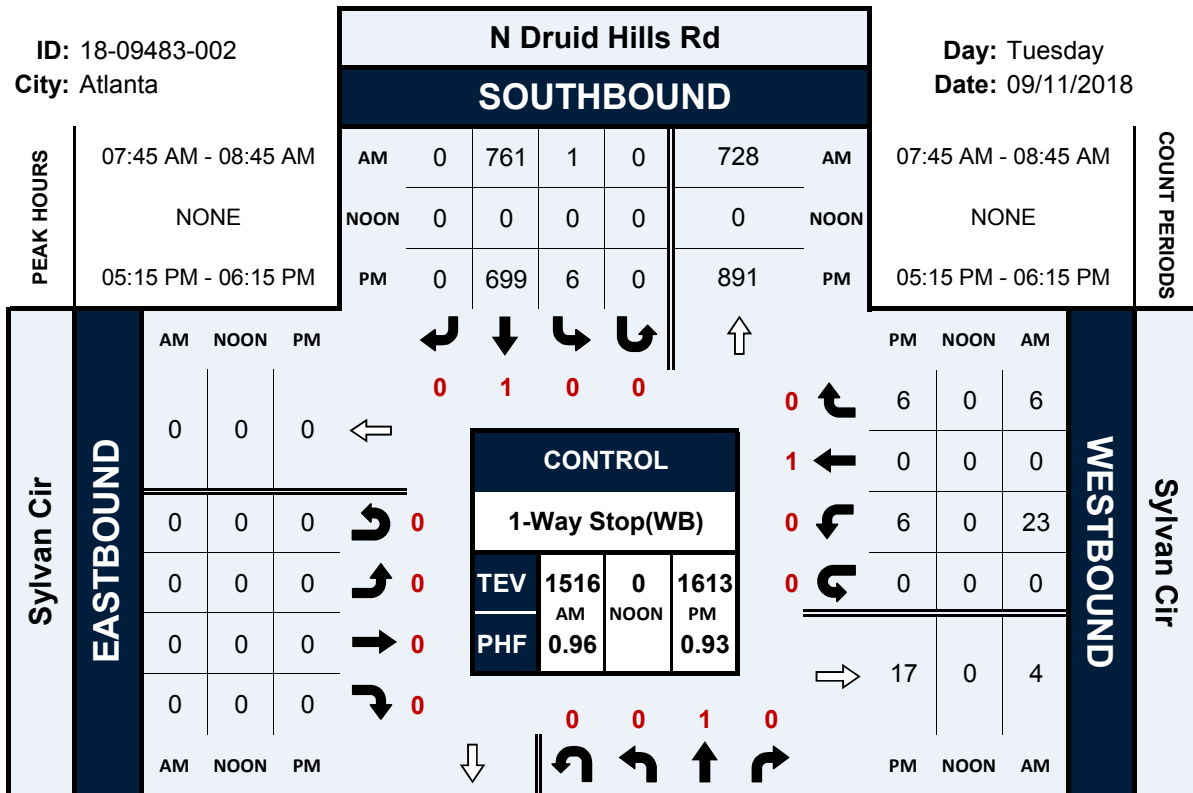 N Druid Hills Rd
SOUTHBOUND
ID: 18-09483-002
City: Atlanta
Day: Tuesday
Date: 09/11/2018
PEAK HOURS
07:45 AM - 08:45 AM
NONE
05:15 PM - 06:15 PM
AM 0 761 1 0 728 AM
NOON 0 0 0 0 0 NOON
PM 0 699 6 0 891 PM
07:45 AM - 08:45 AM
NONE
05:15 PM - 06:15 PM
COUNT PERIODS
0 1 0 0
Sylvan Cir
EASTBOUND
AM NOON PM
0 0 0
0 0 0 0
0 0 0 0
0 0 0 0
0 0 0 0
AM NOON PM
CONTROL
1-Way Stop(WB)
TEV 1516 0 1613
AM NOON PM
PHF 0.96 0.93
PM NOON AM
0 6 0 6
1 0 0 0
0 6 0 23
0 0 0 0
17 0 4
PM NOON AM
WESTBOUND
Sylvan Cir
0 0 1 0